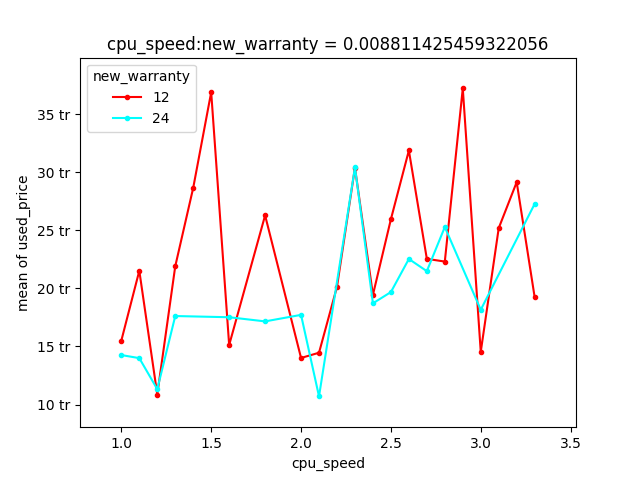 cpu_speed:new_warranty = 0.008811425459322056
new_warranty
12
24
35 tr
30 tr
25 tr
20 tr
15 tr
10 tr
mean of used_price
1.0 1.5 2.0 2.5 3.0 3.5
cpu_speed